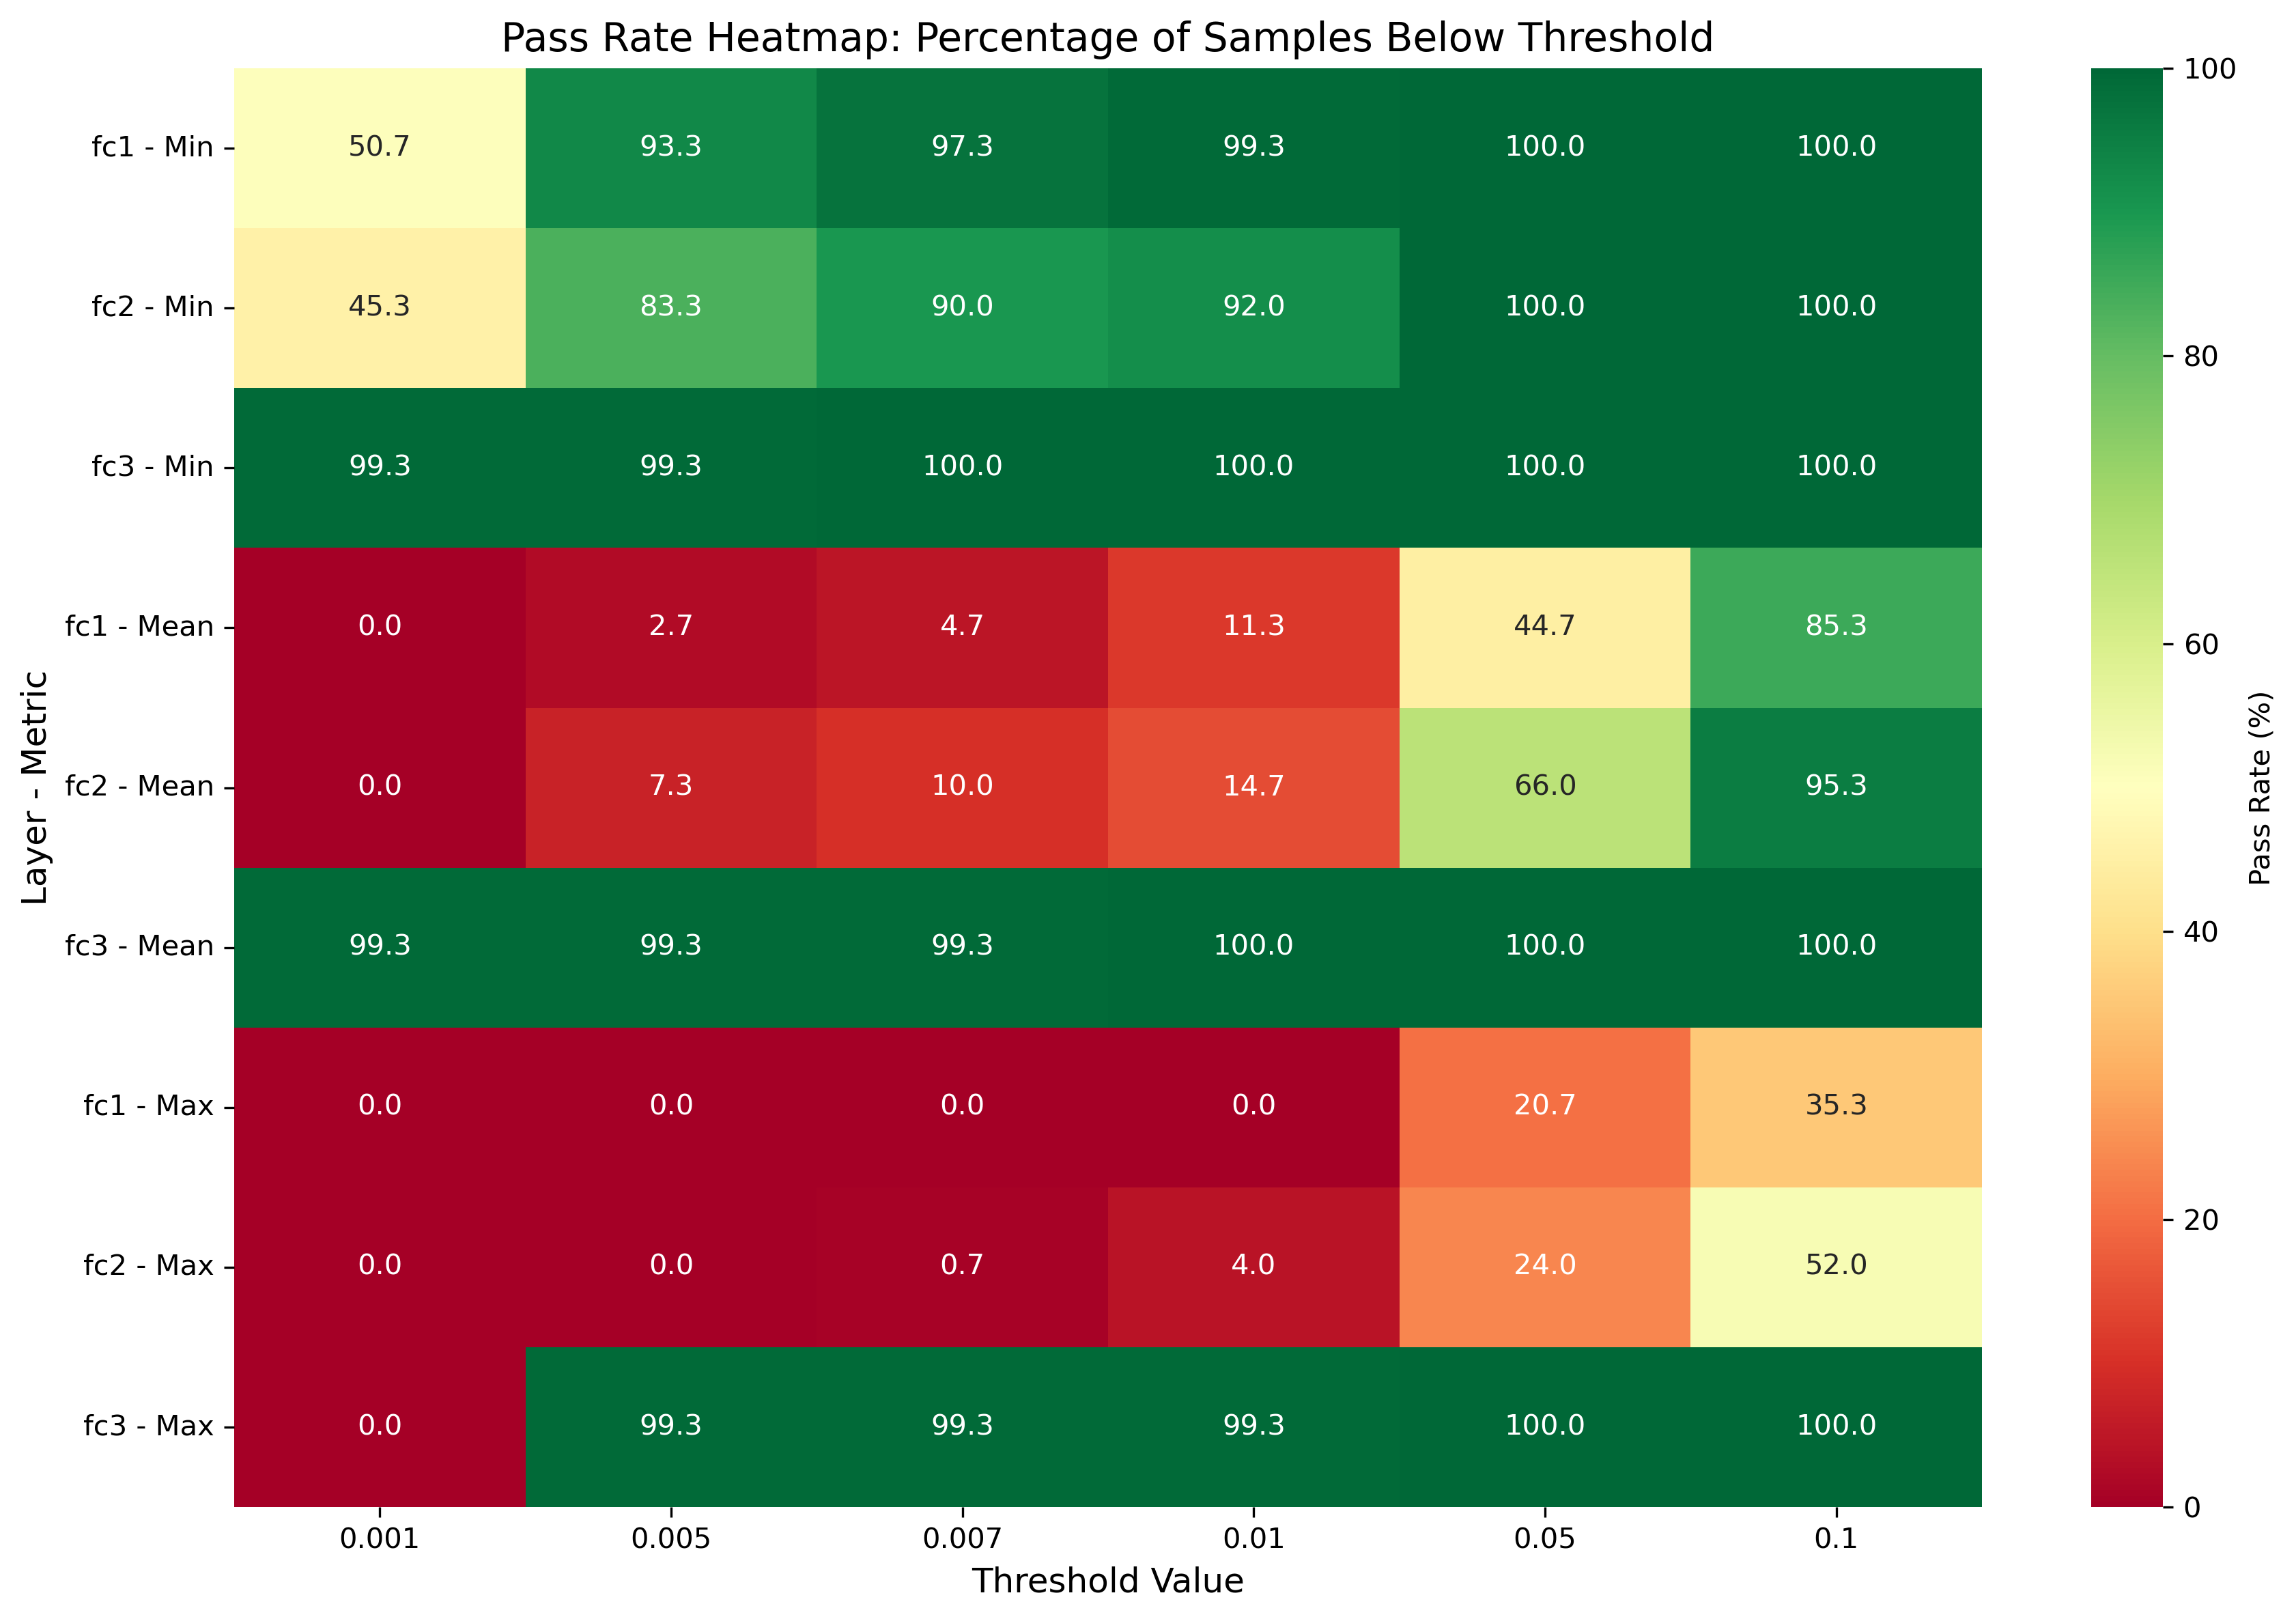 Pass Rate Heatmap: Percentage of Samples Below Threshold
fc1 - Min 50.7 93.3 97.3 99.3 100.0 100.0
fc2 - Min 45.3 83.3 90.0 92.0 100.0 100.0
fc3 - Min 99.3 99.3 100.0 100.0 100.0 100.0
fc1 - Mean 0.0 2.7 4.7 11.3 44.7 85.3
fc2 - Mean 0.0 7.3 10.0 14.7 66.0 95.3
fc3 - Mean 99.3 99.3 99.3 100.0 100.0 100.0
fc1 - Max 0.0 0.0 0.0 0.0 20.7 35.3
fc2 - Max 0.0 0.0 0.7 4.0 24.0 52.0
fc3 - Max 0.0 99.3 99.3 99.3 100.0 100.0
0.001 0.005 0.007 0.01 0.05 0.1
Threshold Value
Layer - Metric
100
80
60
40
20
0
Pass Rate (%)